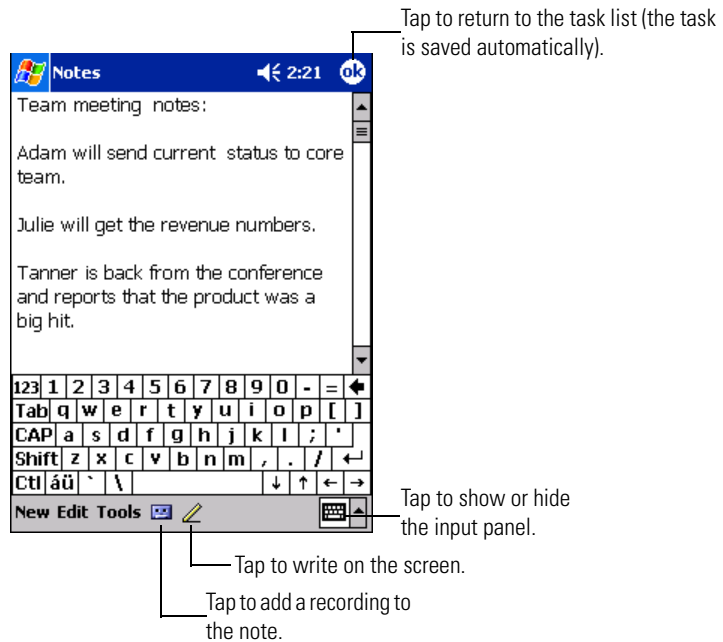 Tap to return to the task list (the task
is saved automatically).
Notes 2:21 ok
Team meeting notes:
Adam will send current status to core
team.
Julie will get the revenue numbers.
Tanner is back from the conference
and reports that the product was a
big hit.
123 1 2 3 4 5 6 7 8 9 0 - =
Tab q w e r t y u i o p [ ]
CAP a s d f g h j k l ; '
Shift z x c v b n m , . /
Ctl áü ` \
New Edit Tools
Tap to show or hide
the input panel.
Tap to write on the screen.
Tap to add a recording to
the note.